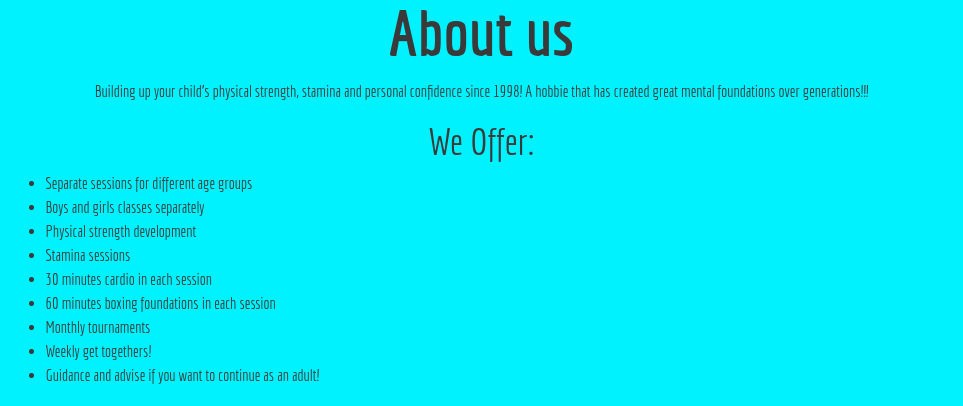 About us
Building up your child's physical strength, stamina and personal confidence since 1998! A hobbie that has created great mental foundations over generations!!!
We Offer:
Separate sessions for different age groups
Boys and girls classes separately
Physical strength development
Stamina sessions
30 minutes cardio in each session
60 minutes boxing foundations in each session
Monthly tournaments
Weekly get togethers!
Guidance and advise if you want to continue as an adult!